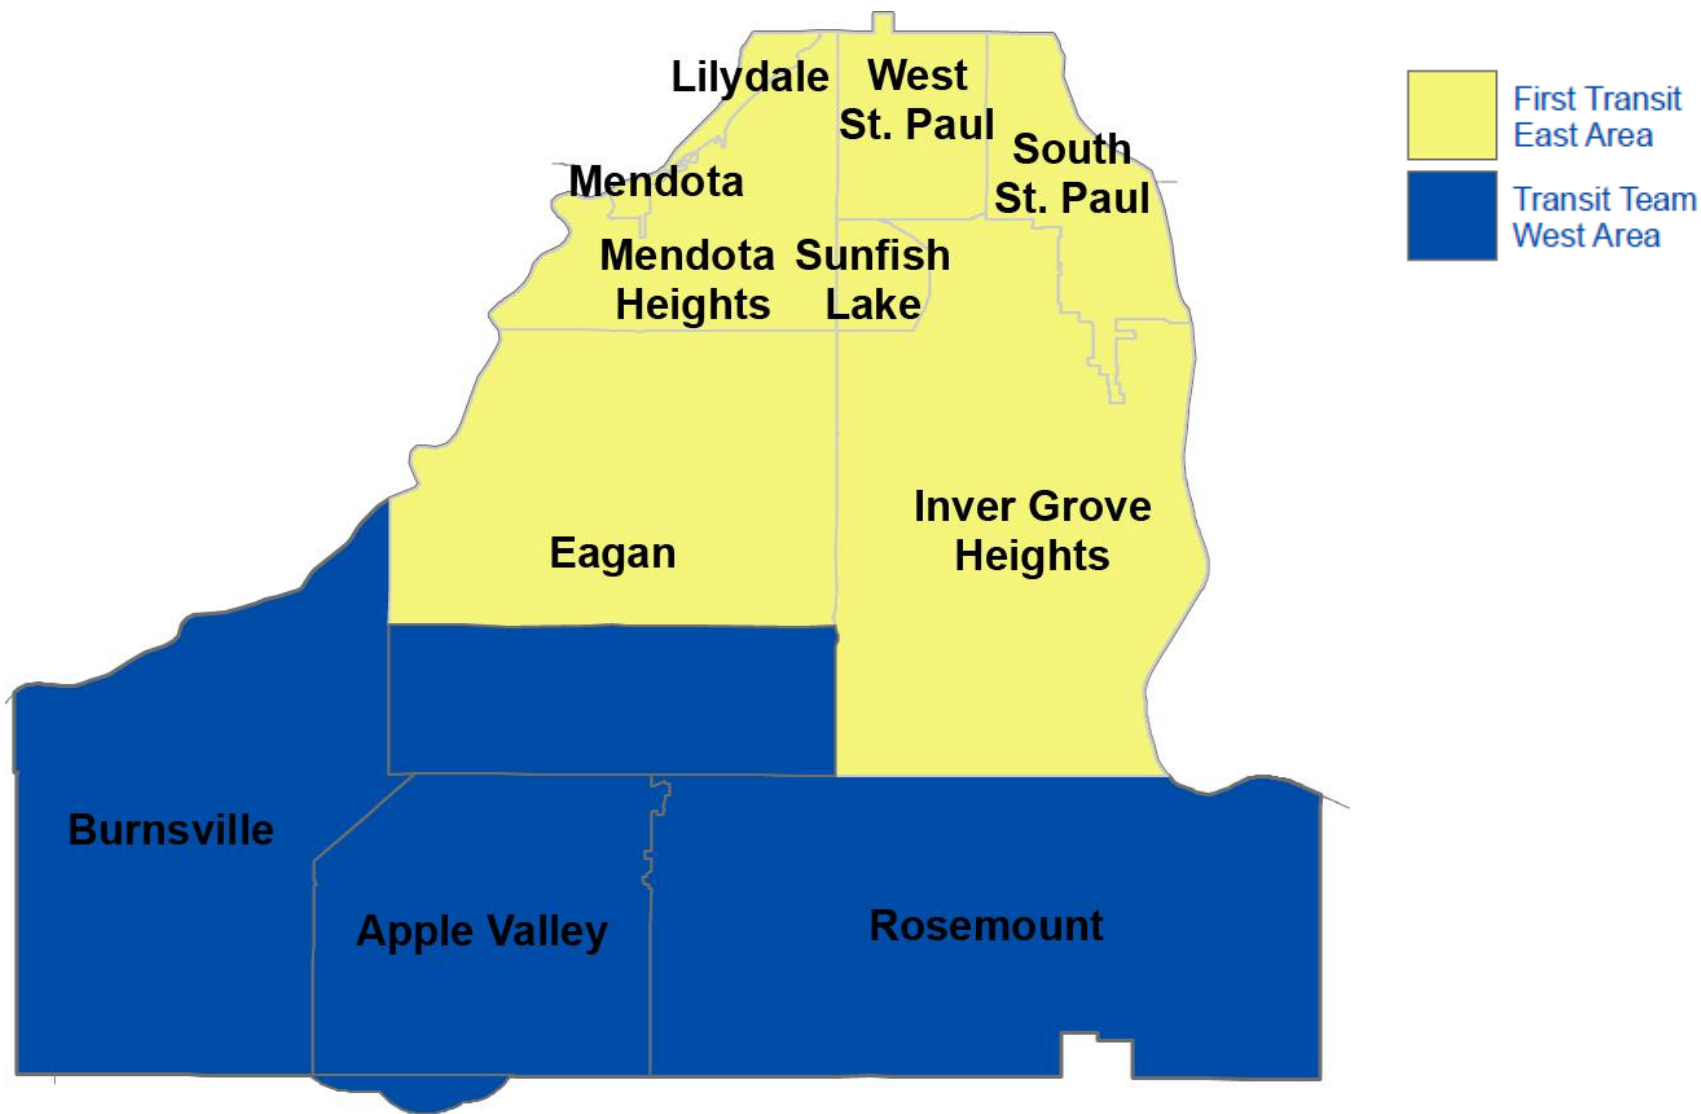 Lilydale
West
St. Paul
South
St. Paul
Mendota
Mendota
Heights
Sunfish
Lake
Inver Grove
Heights
Eagan
Burnsville
Apple Valley
Rosemount
First Transit
East Area
Transit Team
West Area